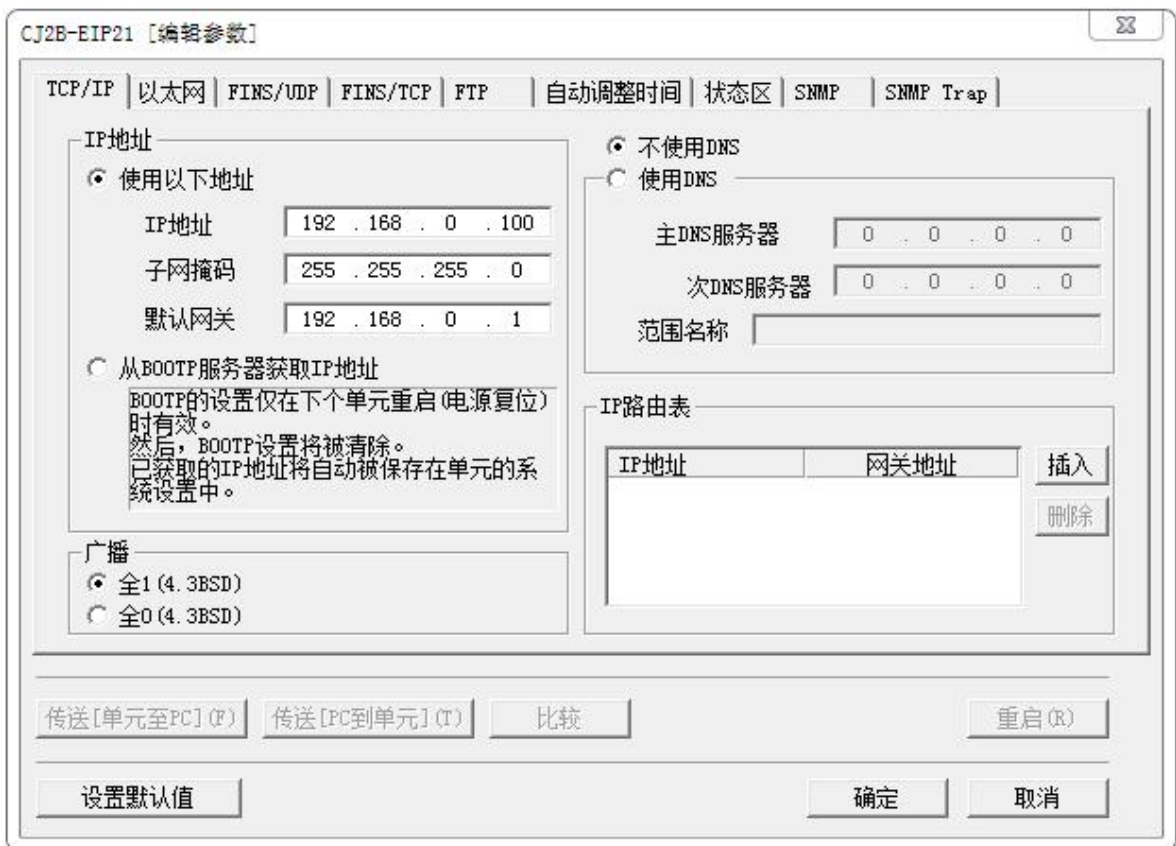 CJ2B-EIP21 [编辑参数]
TCP/IP 以太网 FINS/UDP FINS/TCP FTP 自动调整时间 状态区 SNMP SNMP Trap
IP地址
使用以下地址
IP地址 192 . 168 . 0 . 100
子网掩码 255 . 255 . 255 . 0
默认网关 192 . 168 . 0 . 1
从BOOTP服务器获取IP地址
BOOTP的设置仅在下个单元重启(电源复位)
时有效。
然后，BOOTP设置将被清除。
已获取的IP地址将自动被保存在单元的系
统设置中。
广播
全1(4.3BSD)
全0(4.3BSD)
不使用DNS
使用DNS
主DNS服务器 0 . 0 . 0 . 0
次DNS服务器 0 . 0 . 0 . 0
范围名称
IP路由表
IP地址 网关地址
插入
删除
传送[单元至PC](F) 传送[PC到单元](T) 比较 重启(R)
设置默认值 确定 取消